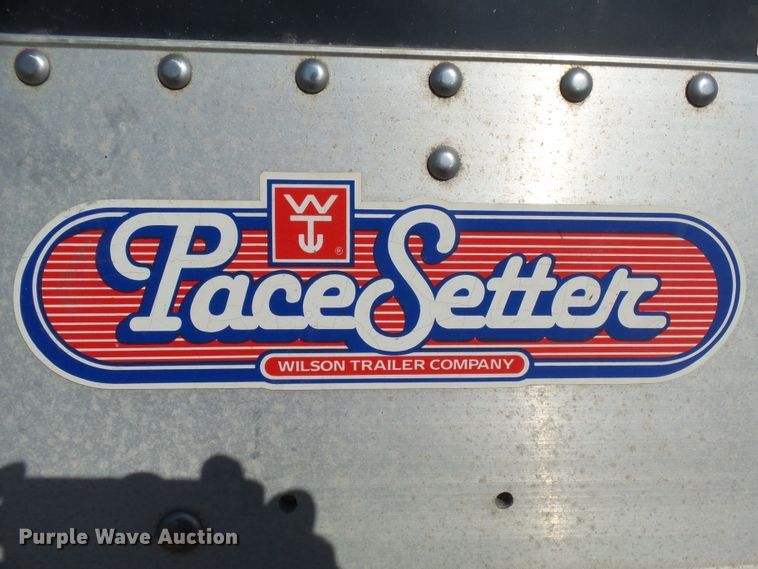 WT
®
PaceSetter
WILSON TRAILER COMPANY
Purple Wave Auction